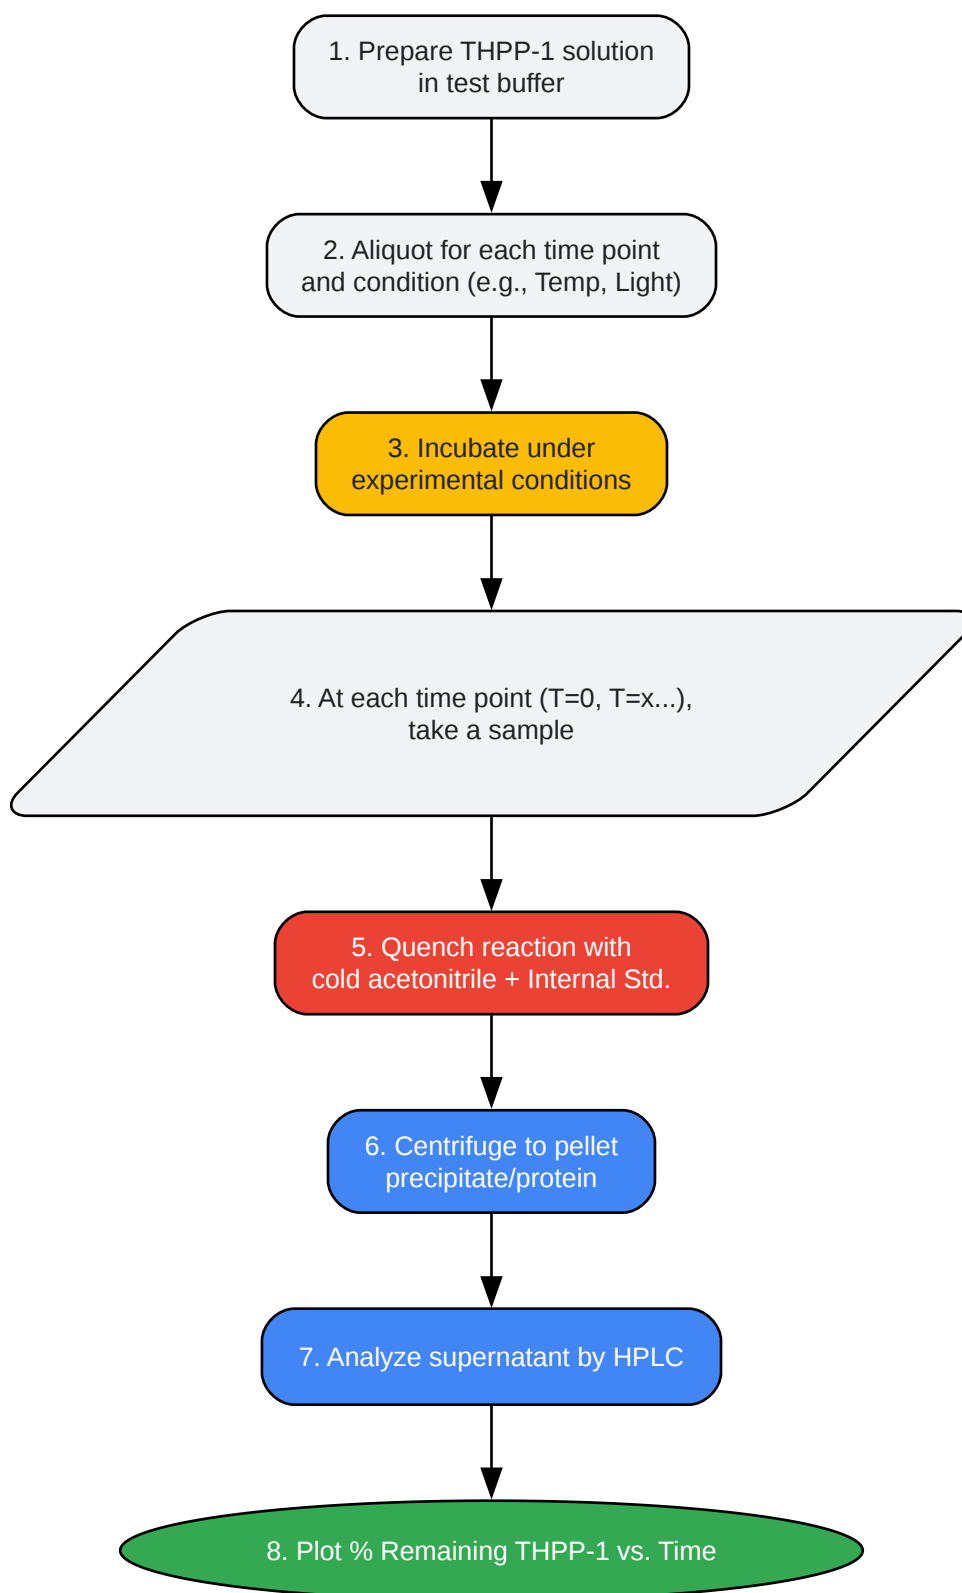 1. Prepare THPP-1 solution
in test buffer
2. Aliquot for each time point
and condition (e.g., Temp, Light)
3. Incubate under
experimental conditions
4. At each time point (T=0, T=x...),
take a sample
5. Quench reaction with
cold acetonitrile + Internal Std.
6. Centrifuge to pellet
precipitate/protein
7. Analyze supernatant by HPLC
8. Plot % Remaining THPP-1 vs. Time